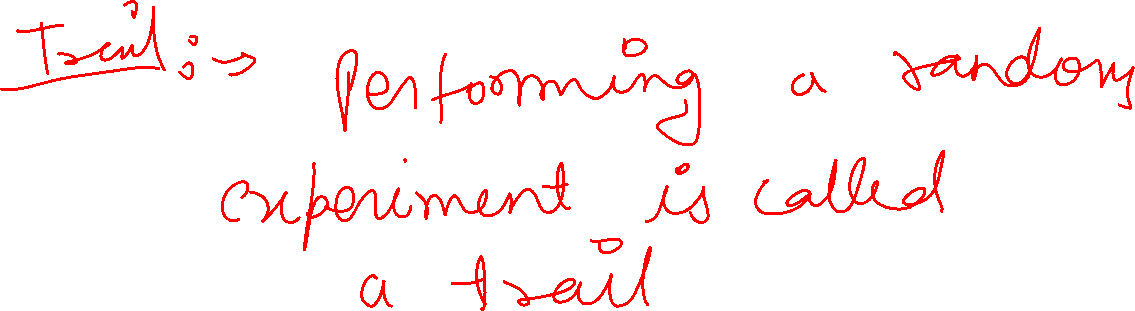 Trail :→ Performing a random
experiment is called
a trail